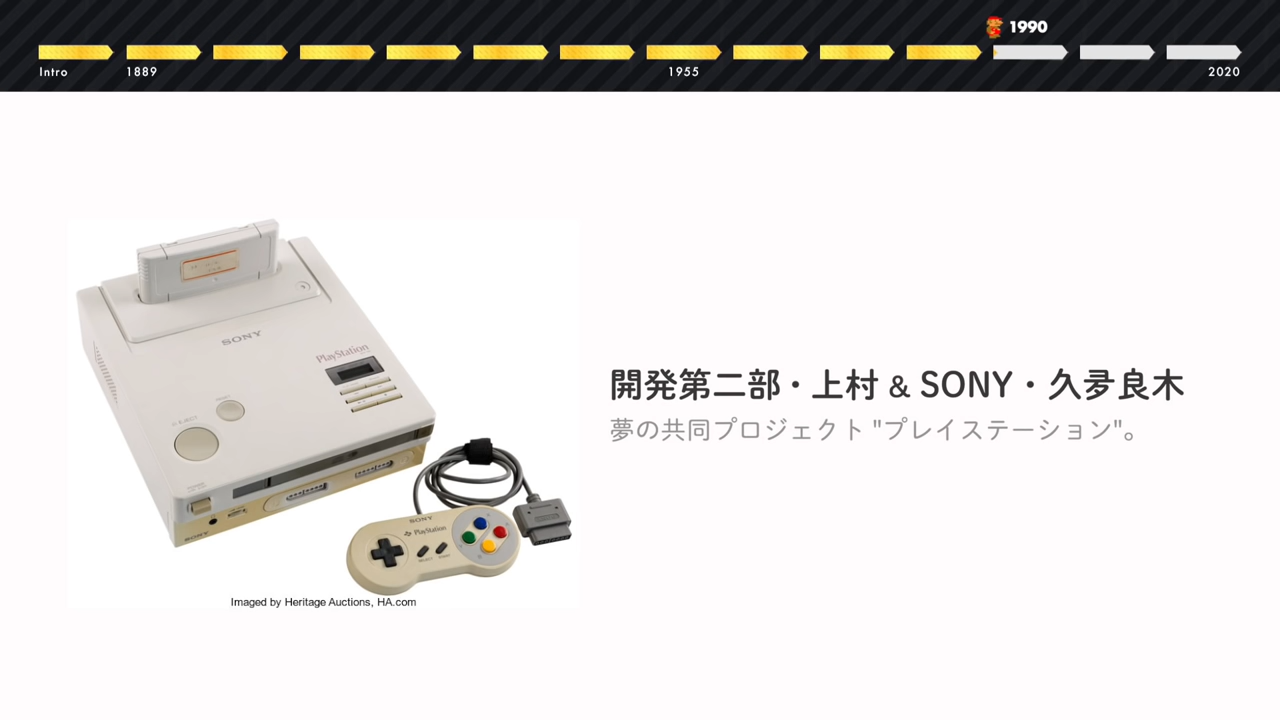 1990
Intro
1889
1955
2020
SONY
PlayStation
SONY
SONY
PlayStation
開発第二部・上村 & SONY・久夛良木
夢の共同プロジェクト "プレイステーション"。
Imaged by Heritage Auctions, HA.com